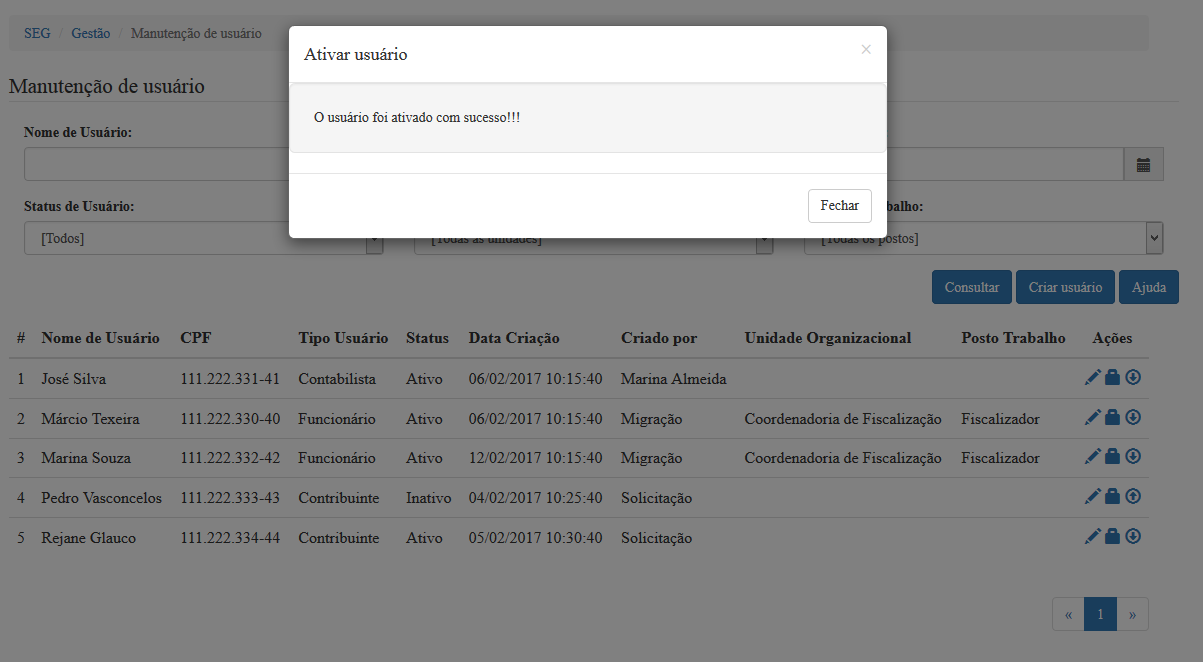 SEG / Gestão / Manutenção de usuário
Ativar usuário ×
Manutenção de usuário
O usuário foi ativado com sucesso!!!
Nome de Usuário:
Fechar
Status de Usuário:
[Todos] [Todas as unidades] [Todas os postos]
Consultar Criar usuário Ajuda
# Nome de Usuário CPF Tipo Usuário Status Data Criação Criado por Unidade Organizacional Posto Trabalho Ações
1 José Silva 111.222.331-41 Contabilista Ativo 06/02/2017 10:15:40 Marina Almeida
2 Márcio Texeira 111.222.330-40 Funcionário Ativo 06/02/2017 10:15:40 Migração Coordenadoria de Fiscalização Fiscalizador
3 Marina Souza 111.222.332-42 Funcionário Ativo 12/02/2017 10:15:40 Migração Coordenadoria de Fiscalização Fiscalizador
4 Pedro Vasconcelos 111.222.333-43 Contribuinte Inativo 04/02/2017 10:25:40 Solicitação
5 Rejane Glauco 111.222.334-44 Contribuinte Ativo 05/02/2017 10:30:40 Solicitação
« 1 »